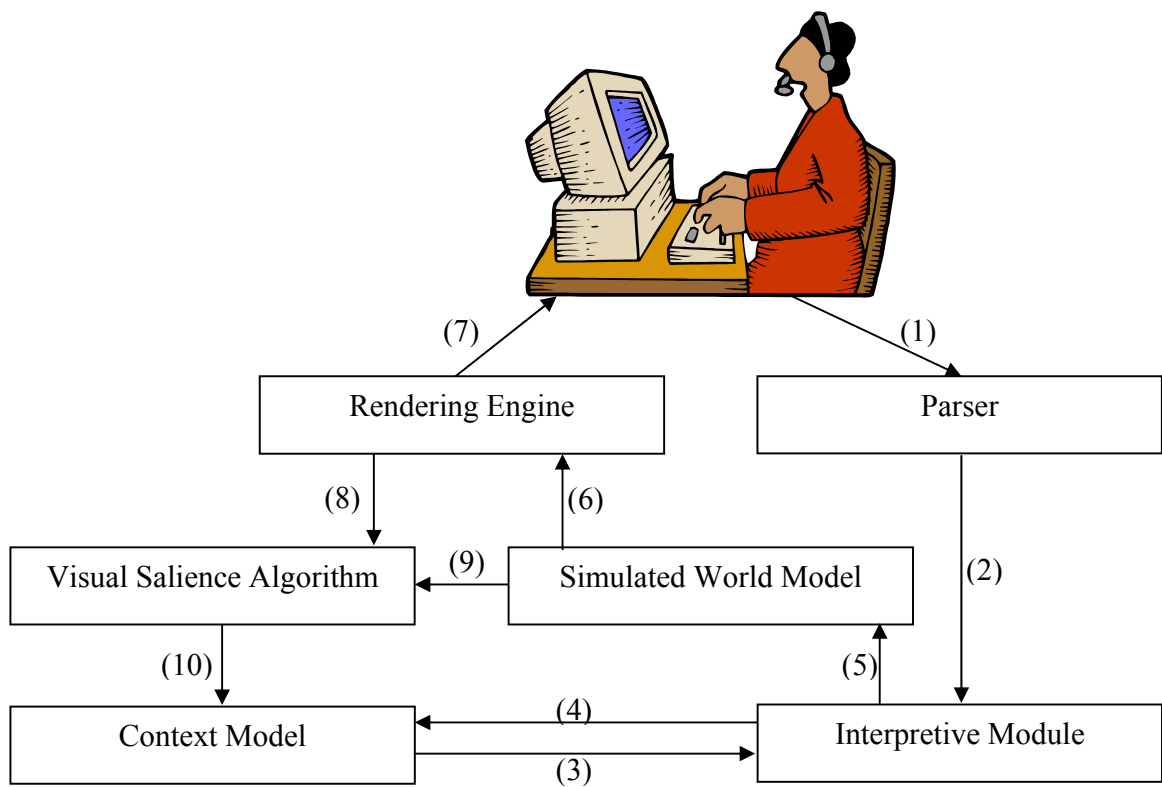 (7)
(1)
Rendering Engine
Parser
(8)
(6)
(2)
Visual Salience Algorithm
(9)
Simulated World Model
(10)
(5)
(4)
Context Model
Interpretive Module
(3)